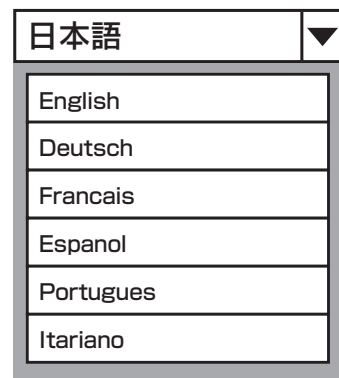 日本語
English
Deutsch
Francais
Espanol
Portugues
Itariano